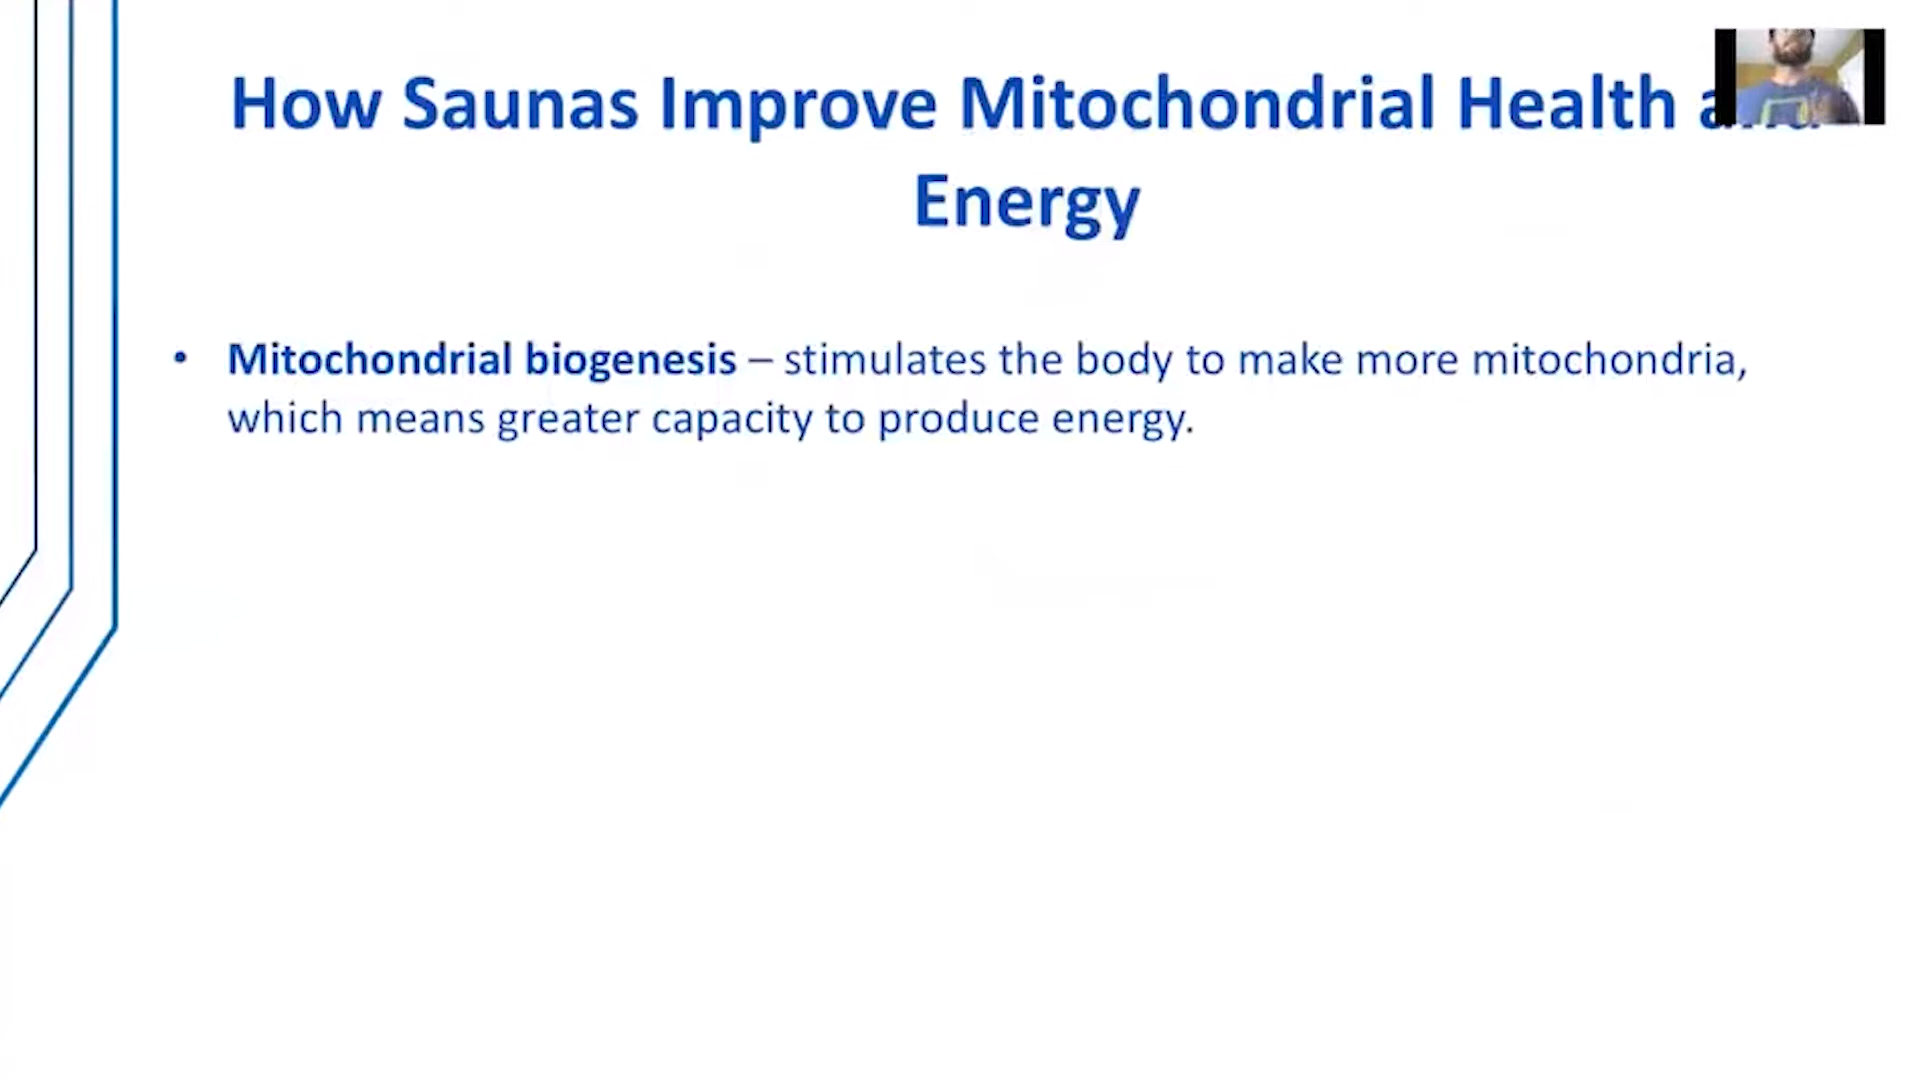 How Saunas Improve Mitochondrial Health
Energy
• Mitochondrial biogenesis – stimulates the body to make more mitochondria,
which means greater capacity to produce energy.